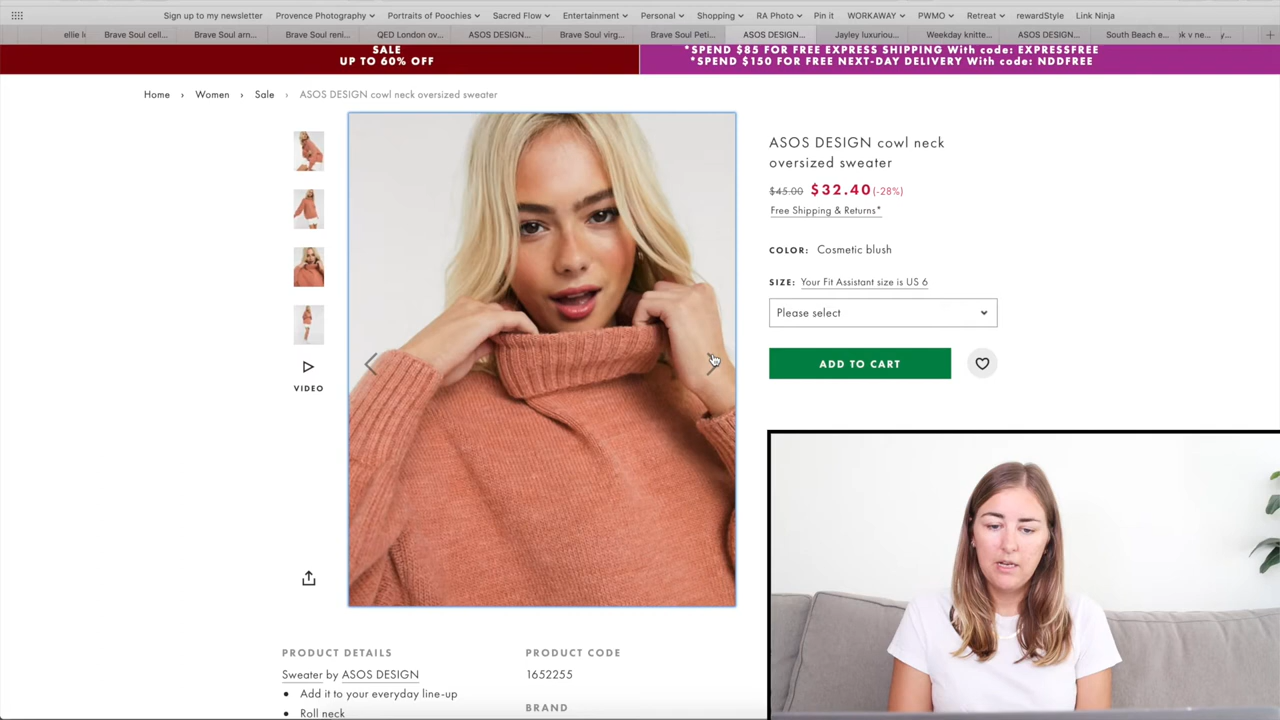 Sign up to my newsletter Provence Photography Portraits of Poochies Sacred Flow Entertainment Personal Shopping RA Photo Pin it WORKAWAY PWMO Retreat rewardStyle Link Ninja
Brave Soul cell... Brave Soul arn... Brave Soul reni... QED London ov... ASOS DESIGN... Brave Soul virg... Brave Soul Peti... ASOS DESIGN... Jayley luxuriou... Weekday knitte... ASOS DESIGN... South Beach e...
SALE
UP TO 60% OFF
*SPEND $85 FOR FREE EXPRESS SHIPPING With code: EXPRESSFREE
*SPEND $150 FOR FREE NEXT-DAY DELIVERY With code: NDDFREE
Home › Women › Sale › ASOS DESIGN cowl neck oversized sweater
VIDEO
ASOS DESIGN cowl neck
oversized sweater
$45.00 $32.40 (-28%)
Free Shipping & Returns*
COLOR: Cosmetic blush
SIZE: Your Fit Assistant size is US 6
Please select
ADD TO CART
PRODUCT DETAILS
Sweater by ASOS DESIGN
• Add it to your everyday line-up
• Roll neck
PRODUCT CODE
1652255
BRAND